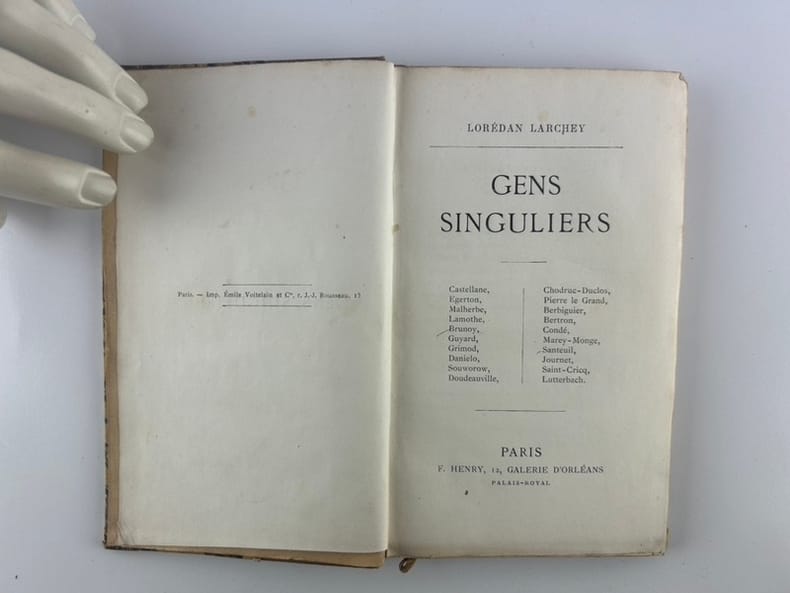 Paris. — Imp. Émile Voitelain et Cᵉ, r. J.-J. Rousseau, 15
LORÉDAN LARCHEY
GENS
SINGULIERS
Castellane,
Egerton,
Malherbe,
Lamothe,
Brunoy,
Guyard,
Grimod,
Danielo,
Souworow,
Doudeauville,
Chodruc-Duclos,
Pierre le Grand,
Berbiguier,
Bertron,
Condé,
Marey-Monge,
Santeuil,
Journet,
Saint-Cricq,
Lutterbach.
PARIS
F. HENRY, 12, GALERIE D'ORLÉANS
PALAIS-ROYAL